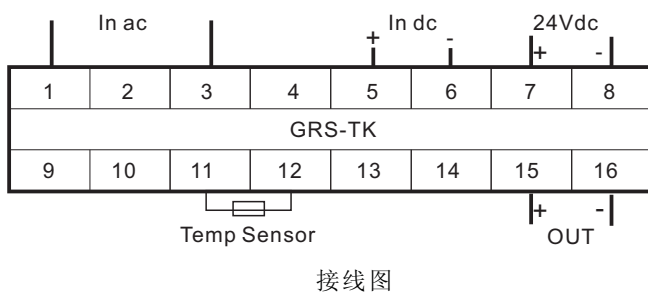 In ac In dc 24Vdc
+ - + -
1 2 3 4 5 6 7 8
GRS-TK
9 10 11 12 13 14 15 16
+ -
Temp Sensor OUT
接线图